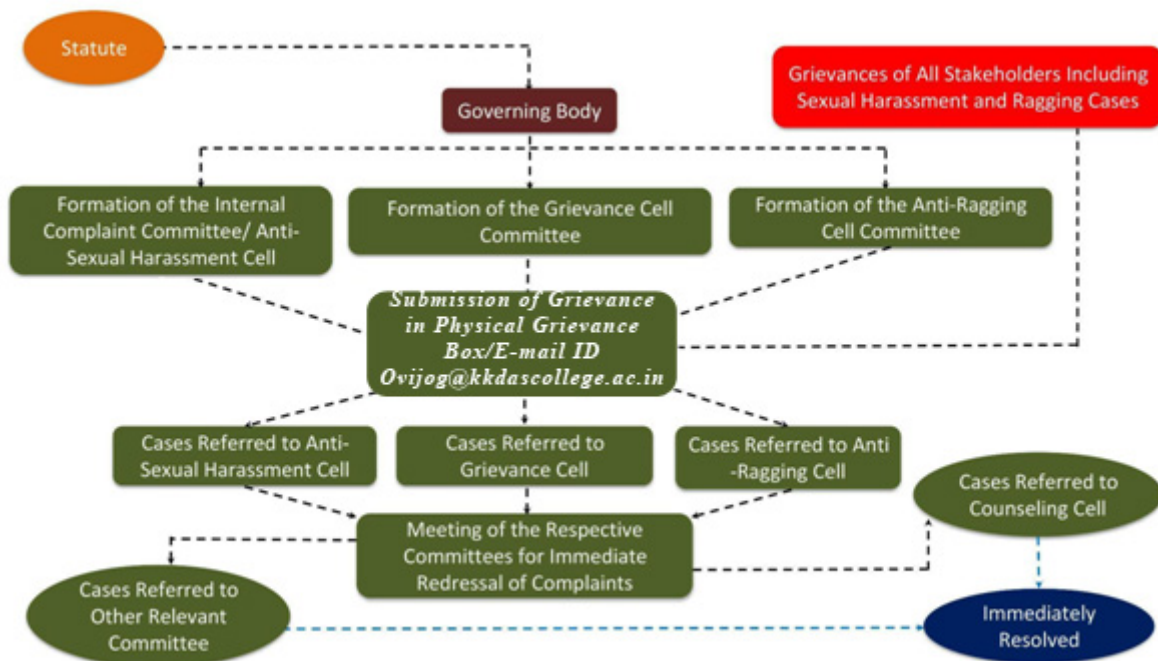 Statute
Grievances of All Stakeholders Including
Sexual Harassment and Ragging Cases
Governing Body
Formation of the Internal
Complaint Committee/ Anti-
Sexual Harassment Cell
Formation of the Grievance Cell
Committee
Formation of the Anti-Ragging
Cell Committee
Submission of Grievance
in Physical Grievance
Box/E-mail ID
Ovijog@kkdascollege.ac.in
Cases Referred to Anti-
Sexual Harassment Cell
Cases Referred to
Grievance Cell
Cases Referred to Anti
-Ragging Cell
Cases Referred to
Counseling Cell
Meeting of the Respective
Committees for Immediate
Redressal of Complaints
Cases Referred to
Other Relevant
Committee
Immediately
Resolved